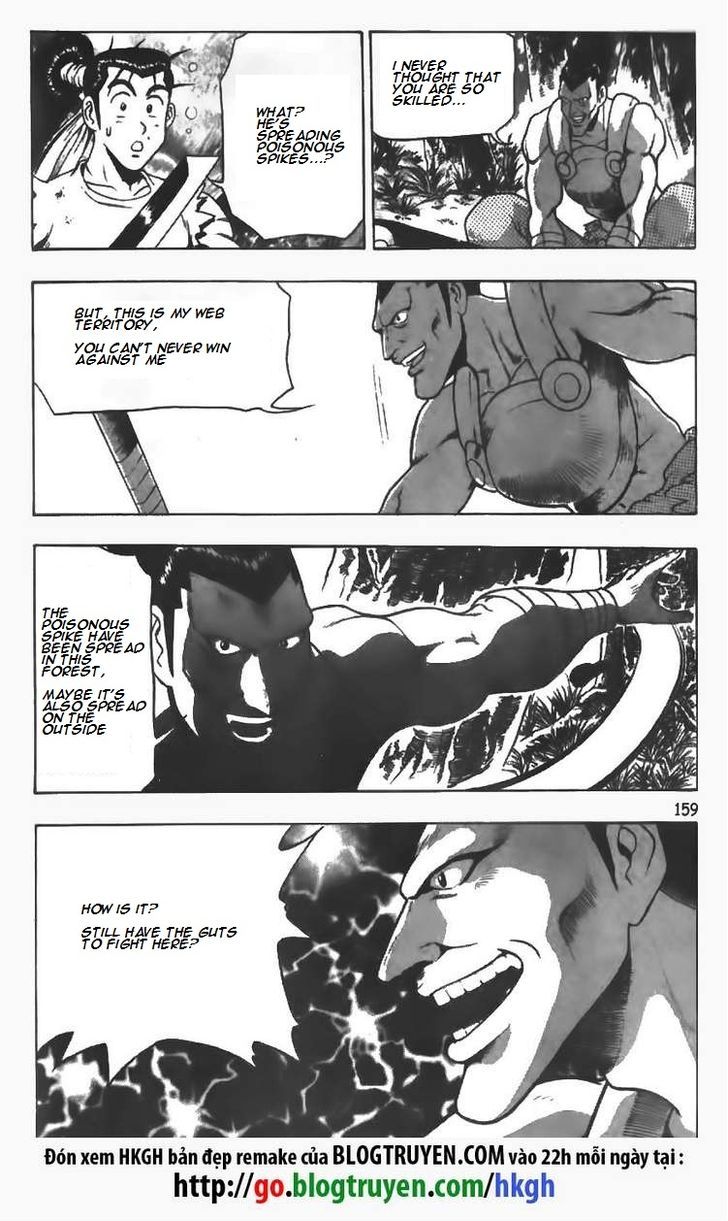 I NEVER
THOUGHT THAT
YOU ARE SO
SKILLED...
WHAT?
HE'S
SPREADING
POISONOUS
SPIKES...?
BUT, THIS IS MY WEB
TERRITORY,
YOU CAN'T NEVER WIN
AGAINST ME
THE
POISONOUS
SPIKE HAVE
BEEN SPREAD
IN THIS
FOREST,
MAYBE IT'S
ALSO SPREAD
ON THE
OUTSIDE
159
HOW IS IT?
STILL HAVE THE GUTS
TO FIGHT HERE?
Đón xem HKGH bản đẹp remake của BLOGTRUYEN.COM vào 22h mỗi ngày tại :
http://go.blogtruyen.com/hkgh